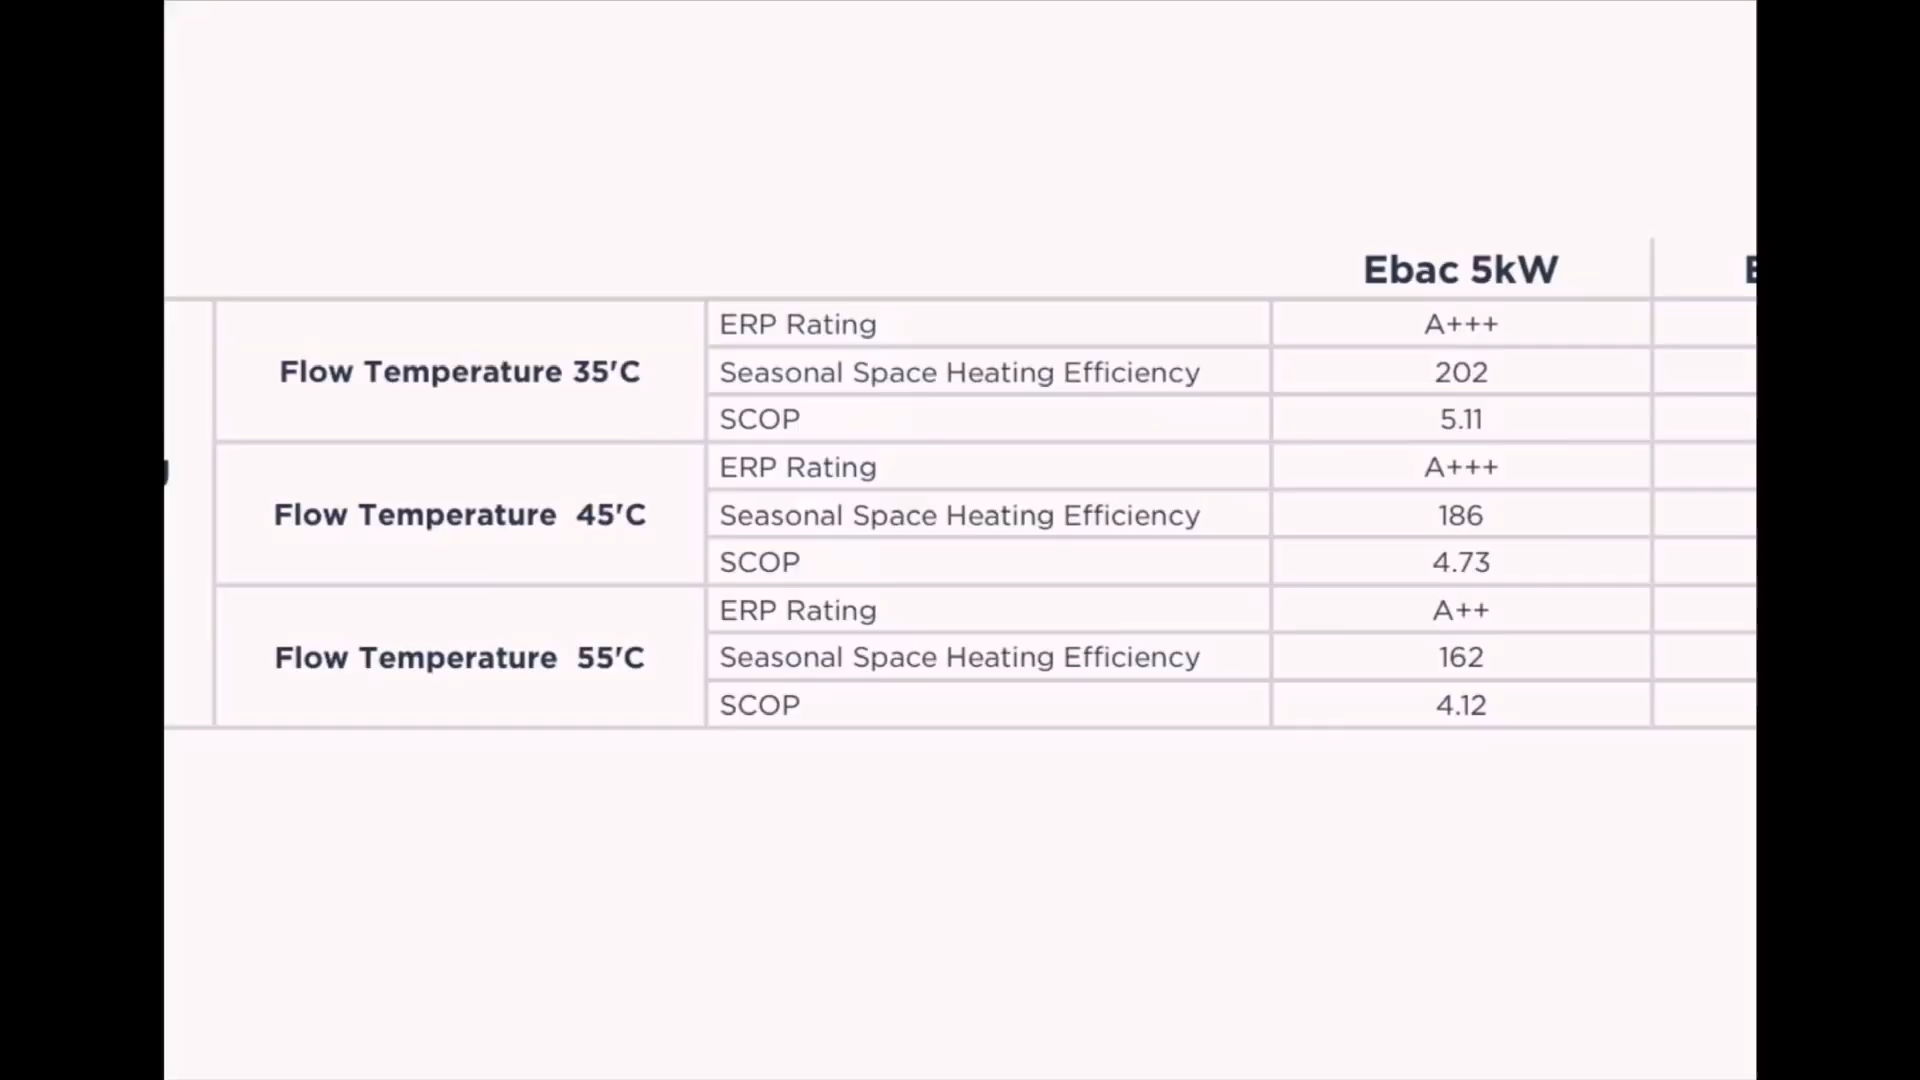 Ebac 5kW
Flow Temperature 35'C
ERP Rating A+++
Seasonal Space Heating Efficiency 202
SCOP 5.11
Flow Temperature 45'C
ERP Rating A+++
Seasonal Space Heating Efficiency 186
SCOP 4.73
Flow Temperature 55'C
ERP Rating A++
Seasonal Space Heating Efficiency 162
SCOP 4.12